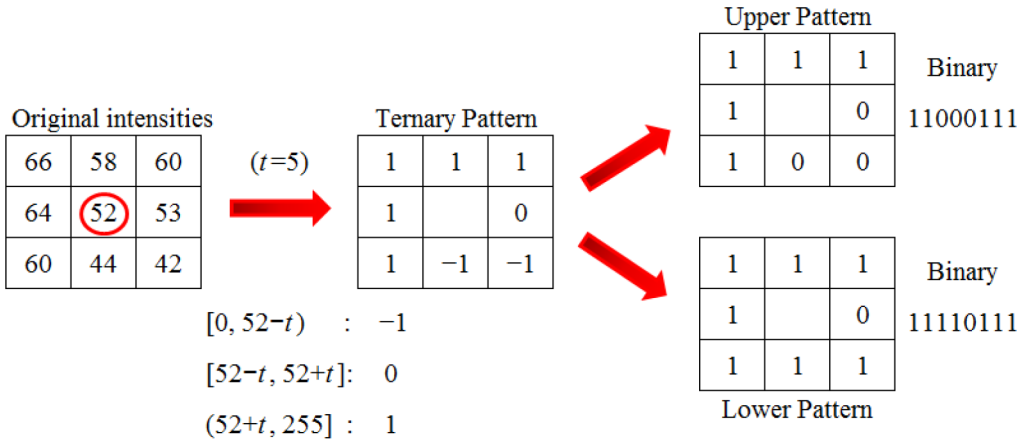 Original intensities
66 58 60
64 52 53
60 44 42
(t=5)
Ternary Pattern
1 1 1
1 0
1 −1 −1
[0, 52−t) : −1
[52−t, 52+t]: 0
(52+t, 255] : 1
Upper Pattern
1 1 1
1 0
1 0 0
Binary
11000111
1 1 1
1 0
1 1 1
Lower Pattern
Binary
11110111